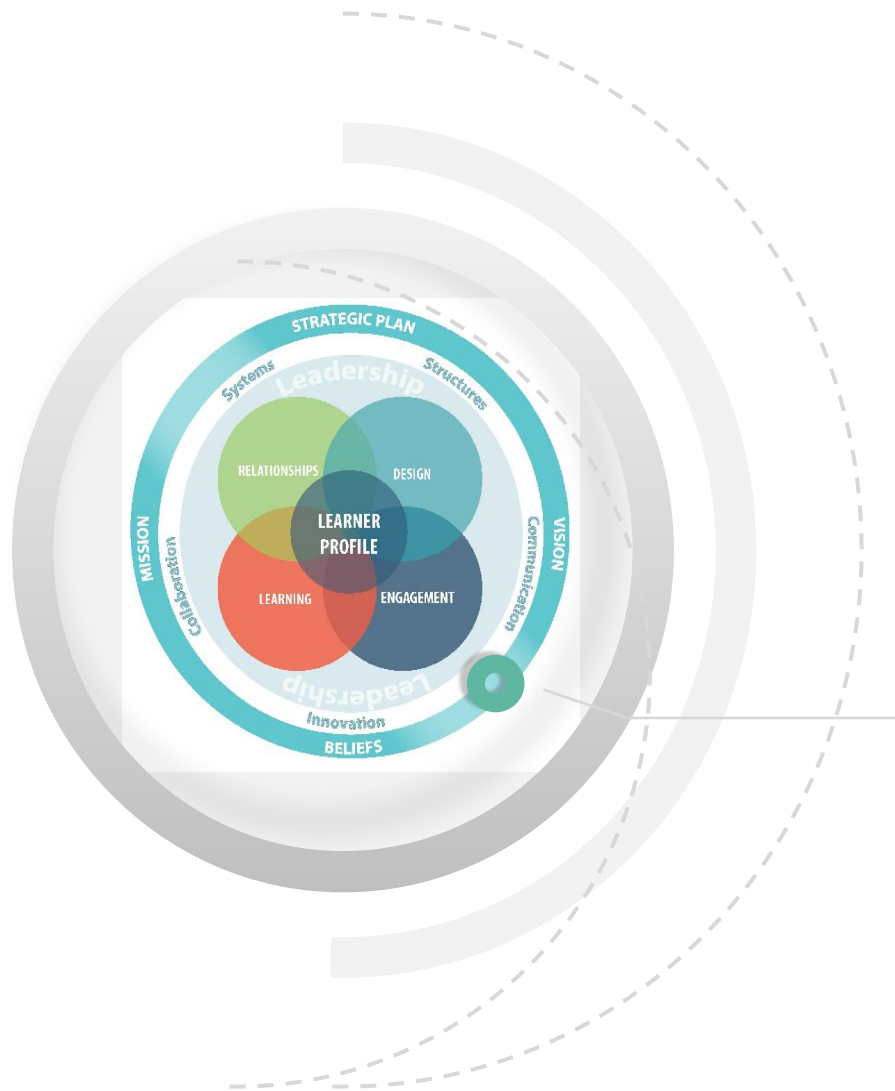 STRATEGIC PLAN
Systems
Leadership
Structures
RELATIONSHIPS
DESIGN
LEARNER
PROFILE
MISSION
VISION
Collaboration
Communication
LEARNING
ENGAGEMENT
Leadership
Innovation
BELIEFS